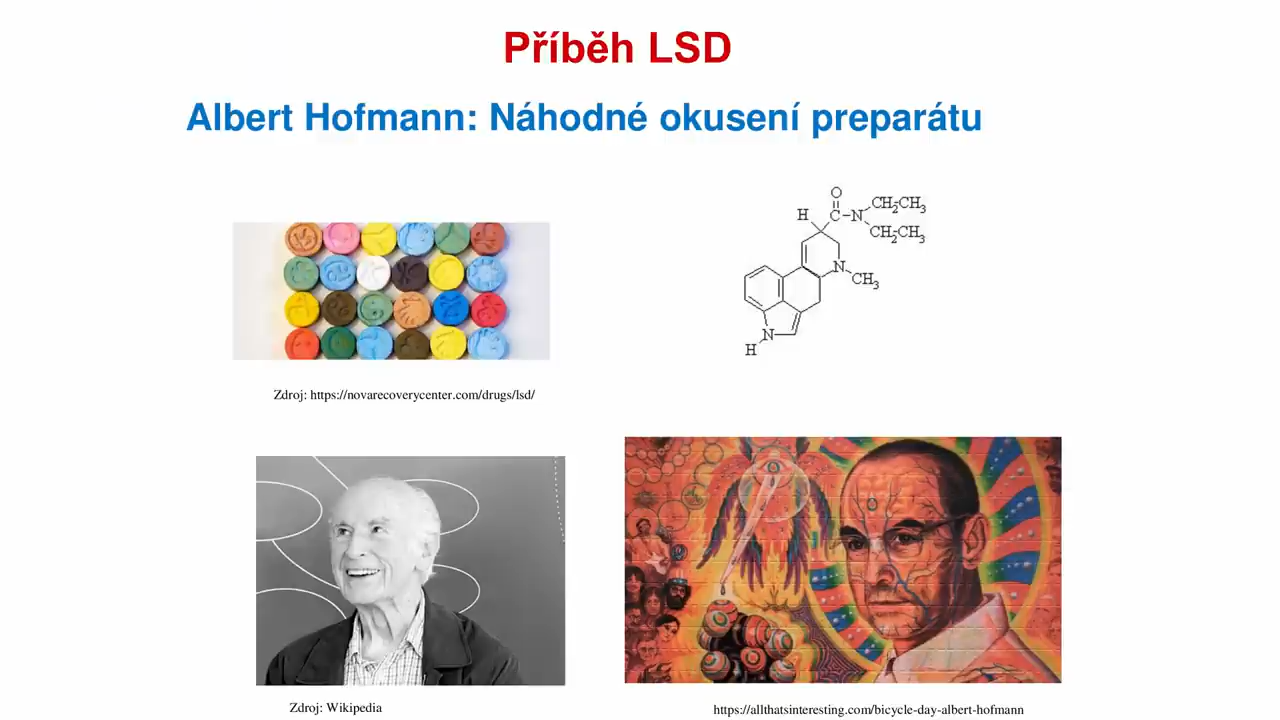 Příběh LSD
Albert Hofmann: Náhodné okusení preparátu
O
H
C
N
CH2CH3
CH2CH3
N
CH3
N
H
Zdroj: https://novarecoverycenter.com/drugs/lsd/
Zdroj: Wikipedia
https://allthatsinteresting.com/bicycle-day-albert-hofmann